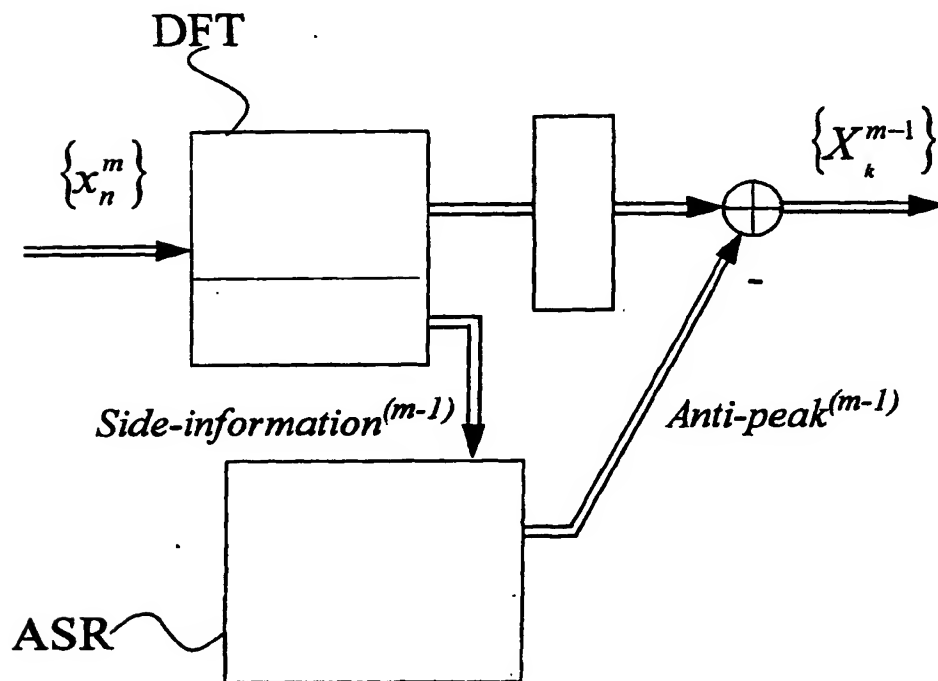 DFT
{x_n^m}
{X_k^{m-1}}
-
Side-information^(m-1)
Anti-peak^(m-1)
ASR